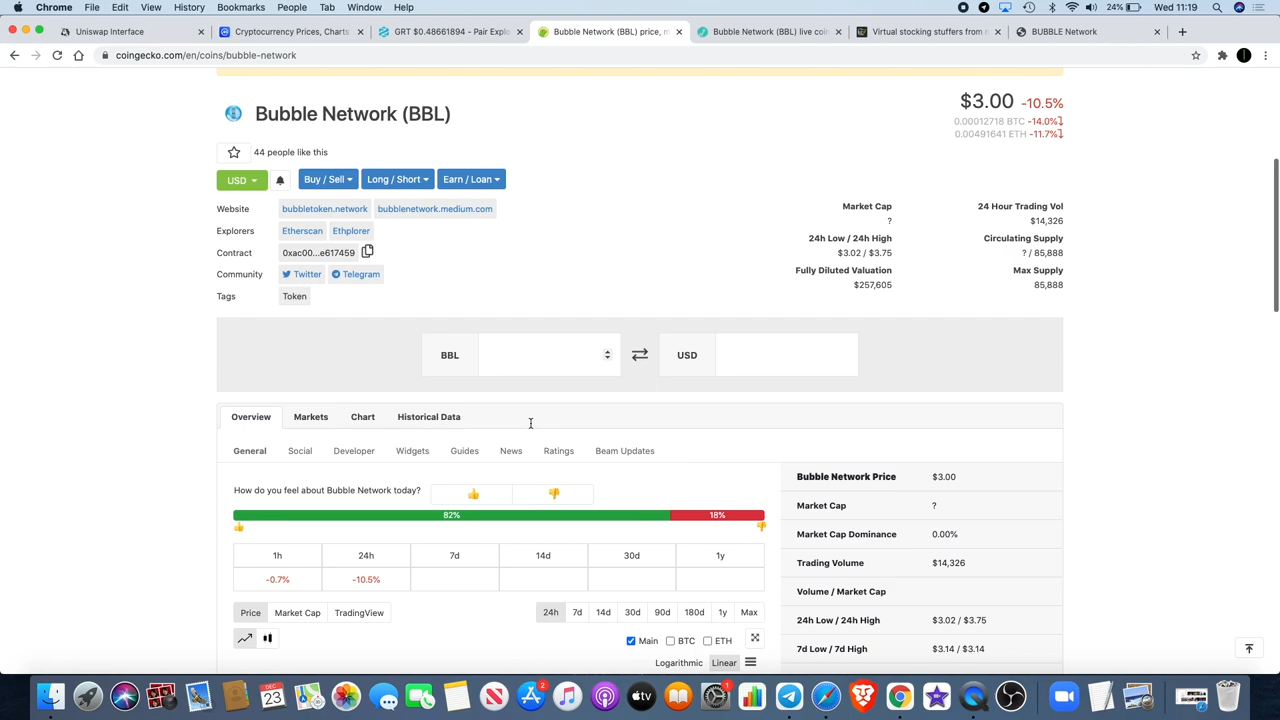 Chrome File Edit View History Bookmarks People Tab Window Help 24% Wed 11:19
Uniswap Interface
Cryptocurrency Prices, Charts
GRT $0.48661894 - Pair Explo
Bubble Network (BBL) price, m
Bubble Network (BBL) live coin
Virtual stocking stuffers from n
BUBBLE Network
coingecko.com/en/coins/bubble-network
Bubble Network (BBL)
$3.00 -10.5%
0.00012718 BTC -14.0%
0.00491641 ETH -11.7%
44 people like this
USD Buy / Sell Long / Short Earn / Loan
Website bubbletoken.network bubblenetwork.medium.com
Explorers Etherscan Ethplorer
Contract 0xac00...e617459
Community Twitter Telegram
Tags Token
Market Cap
?
24 Hour Trading Vol
$14,326
24h Low / 24h High
$3.02 / $3.75
Circulating Supply
? / 85,888
Fully Diluted Valuation
$257,605
Max Supply
85,888
BBL USD
Overview Markets Chart Historical Data
General Social Developer Widgets Guides News Ratings Beam Updates
How do you feel about Bubble Network today?
82% 18%
1h 24h 7d 14d 30d 1y
-0.7% -10.5%
Price Market Cap TradingView
24h 7d 14d 30d 90d 180d 1y Max
Main BTC ETH
Logarithmic Linear
Bubble Network Price $3.00
Market Cap ?
Market Cap Dominance 0.00%
Trading Volume $14,326
Volume / Market Cap
24h Low / 24h High $3.02 / $3.75
7d Low / 7d High $3.14 / $3.14
DEC
23
2
1
tv